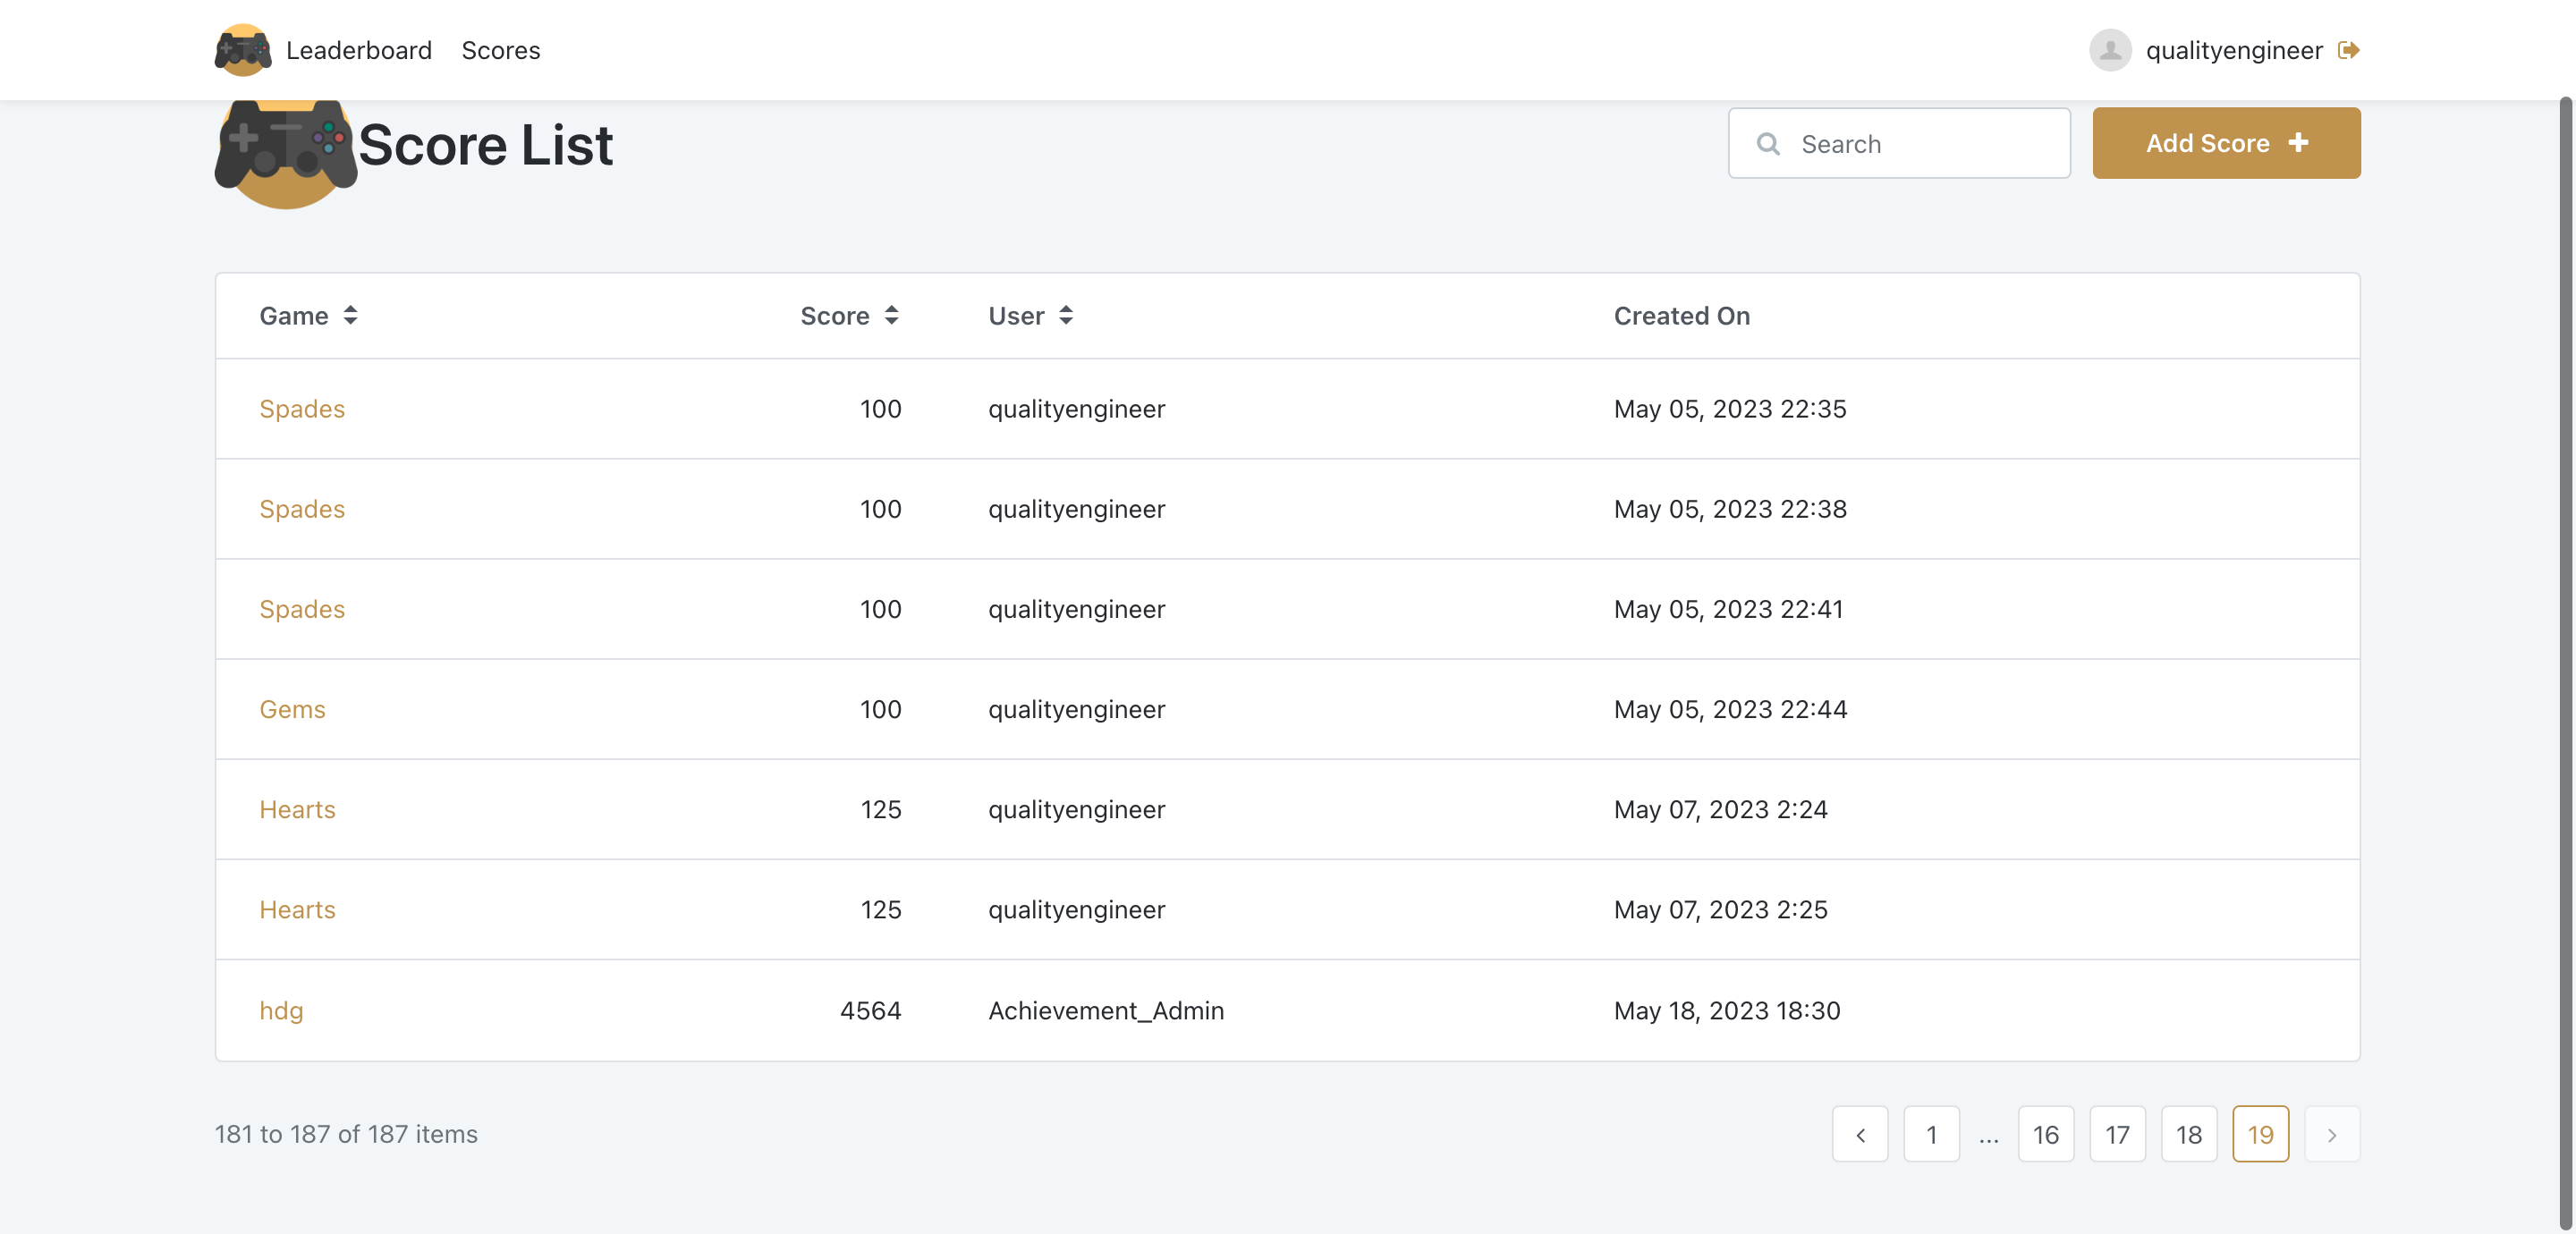 Leaderboard Scores qualityengineer
Score List Search Add Score
Game Score User Created On
Spades 100 qualityengineer May 05, 2023 22:35
Spades 100 qualityengineer May 05, 2023 22:38
Spades 100 qualityengineer May 05, 2023 22:41
Gems 100 qualityengineer May 05, 2023 22:44
Hearts 125 qualityengineer May 07, 2023 2:24
Hearts 125 qualityengineer May 07, 2023 2:25
hdg 4564 Achievement_Admin May 18, 2023 18:30
181 to 187 of 187 items 1 ... 16 17 18 19